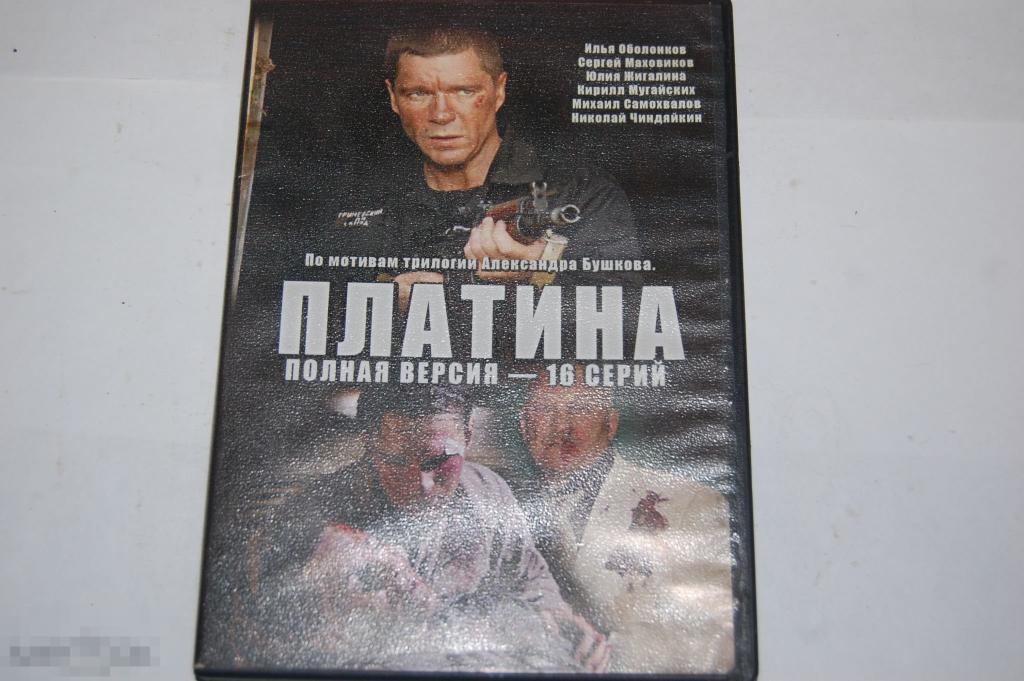 Илья Оболонков
Сергей Маховиков
Юлия Жигалина
Кирилл Мугайских
Михаил Самохвалов
Николай Чиндяйкин
По мотивам трилогии Александра Бушкова.
ПЛАТИНА
ПОЛНАЯ ВЕРСИЯ — 16 СЕРИЙ